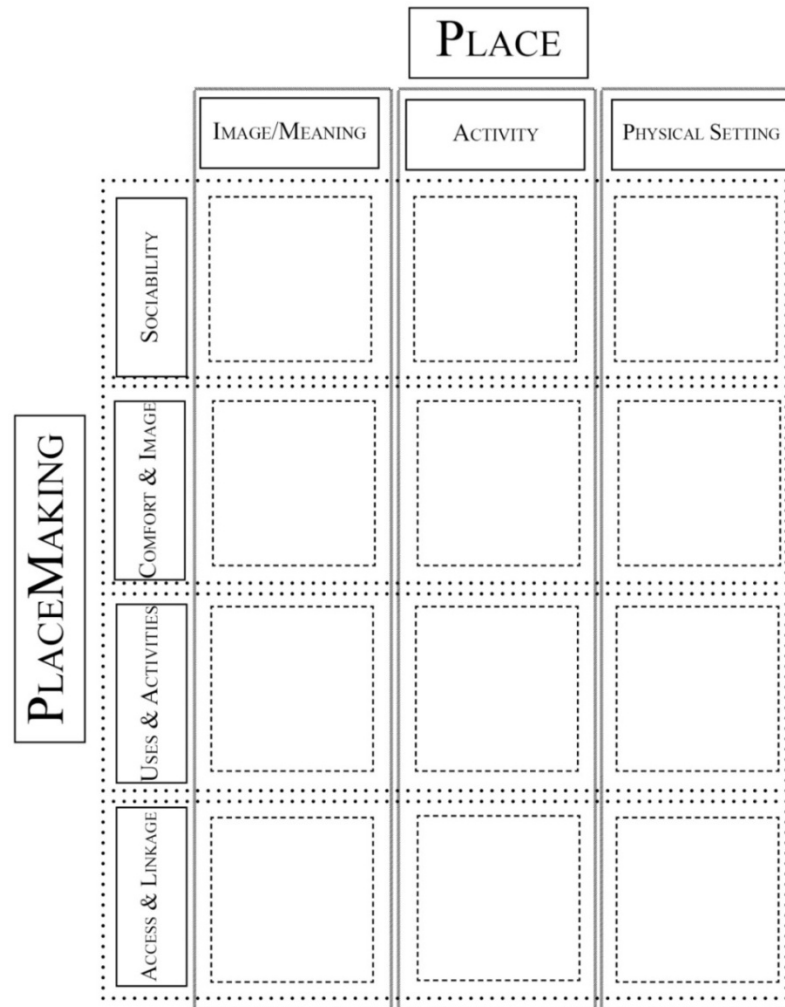 PLACE
IMAGE/MEANING
ACTIVITY
PHYSICAL SETTING
PLACEMAKING
SOCIABILITY
COMFORT & IMAGE
USES & ACTIVITIES
ACCESS & LINKAGE